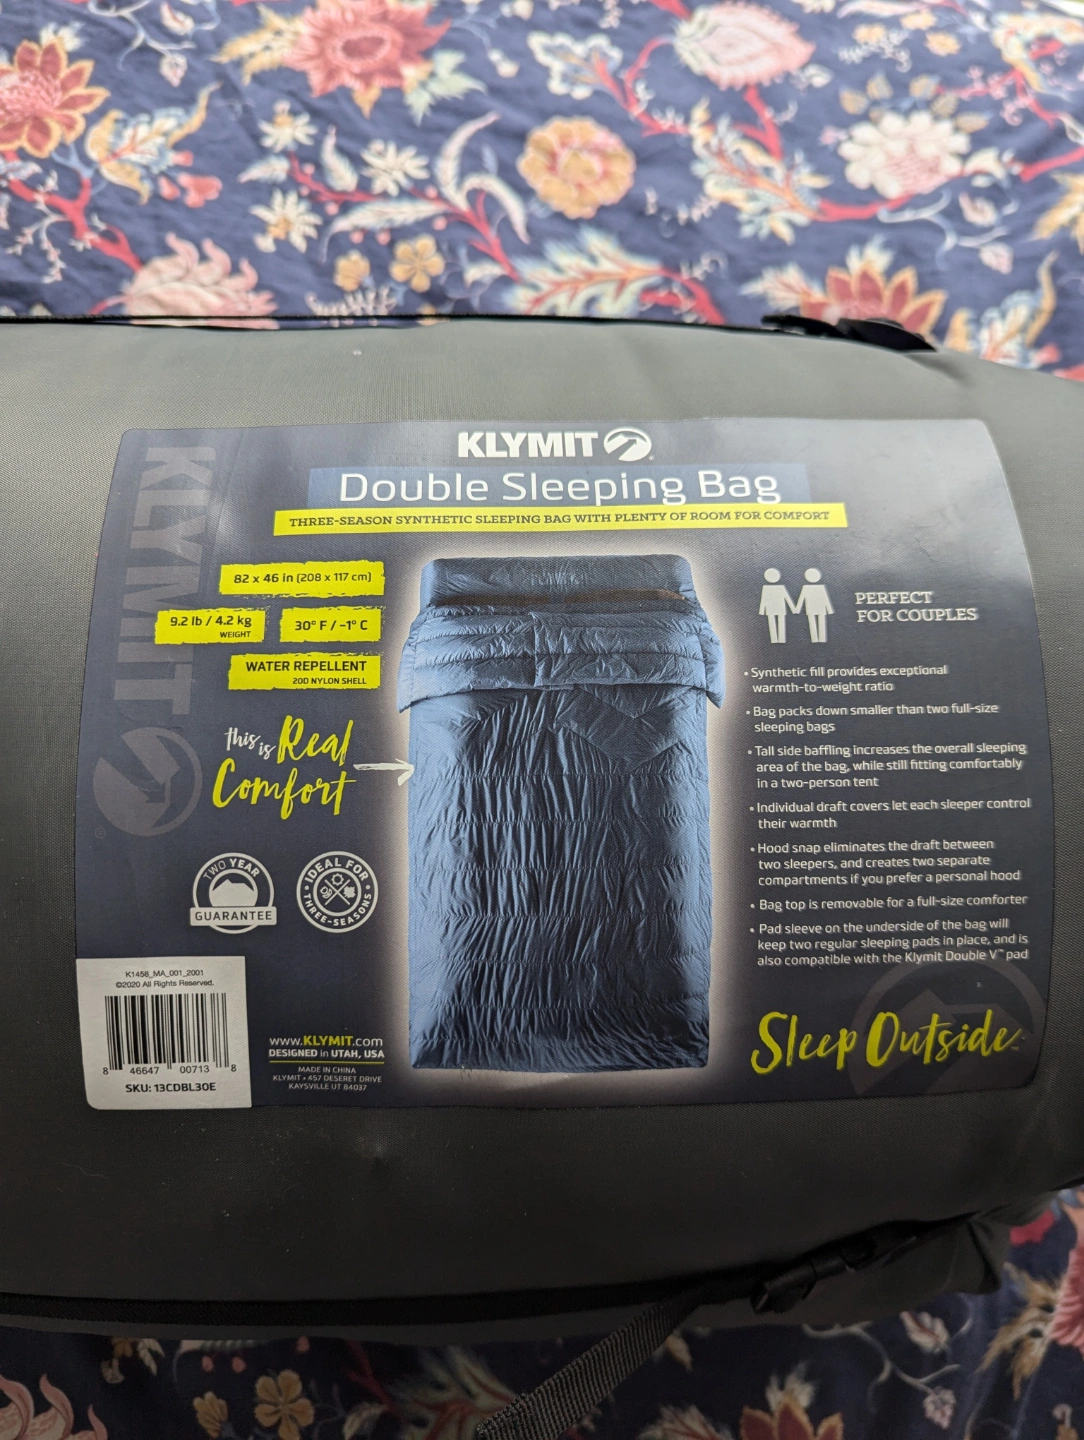 KLYMIT
KLYMIT
Double Sleeping Bag
THREE-SEASON SYNTHETIC SLEEPING BAG WITH PLENTY OF ROOM FOR COMFORT
82 x 46 in (208 x 117 cm)
9.2 lb / 4.2 kg
WEIGHT
30° F / -1° C
WATER REPELLENT
20D NYLON SHELL
this is Real
Comfort
TWO YEAR
GUARANTEE
IDEAL FOR
THREE-SEASONS
PERFECT
FOR COUPLES
• Synthetic fill provides exceptional
warmth-to-weight ratio
• Bag packs down smaller than two full-size
sleeping bags
• Tall side baffling increases the overall sleeping
area of the bag, while still fitting comfortably
in a two-person tent
• Individual draft covers let each sleeper control
their warmth
• Hood snap eliminates the draft between
two sleepers, and creates two separate
compartments if you prefer a personal hood
• Bag top is removable for a full-size comforter
• Pad sleeve on the underside of the bag will
keep two regular sleeping pads in place, and is
also compatible with the Klymit Double V™ pad
K1458_MA_001_2001
©2020 All Rights Reserved.
8 46647 00713 8
SKU: 13CDBL30E
www.KLYMIT.com
DESIGNED in UTAH, USA
MADE IN CHINA
KLYMIT • 457 DESERET DRIVE
KAYSVILLE UT 84037
Sleep Outside™